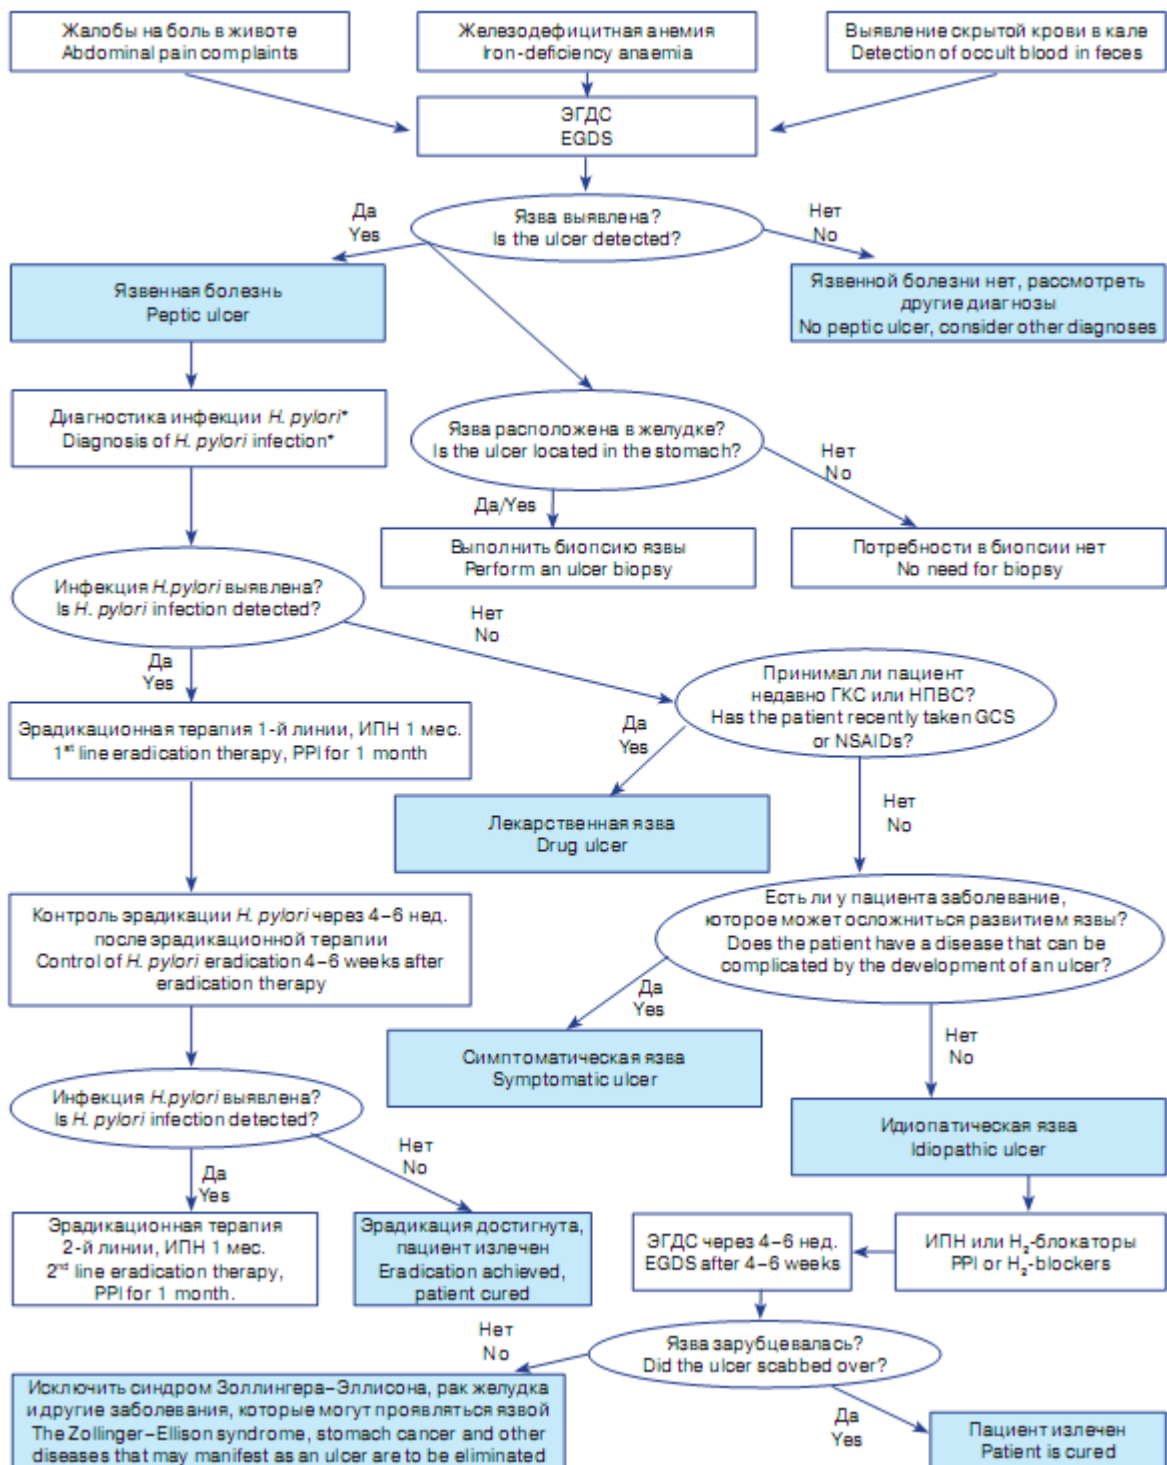 Жалобы на боль в животе
Abdominal pain complaints
Железодефицитная анемия
Iron-deficiency anaemia
Выявление скрытой крови в кале
Detection of occult blood in feces
ЭГДС
EGDS
Да
Yes
Язва выявлена?
Is the ulcer detected?
Нет
No
Язвенная болезнь
Peptic ulcer
Язвенной болезни нет, рассмотреть
другие диагнозы
No peptic ulcer, consider other diagnoses
Диагностика инфекции H. pylori*
Diagnosis of H. pylori infection*
Язва расположена в желудке?
Is the ulcer located in the stomach?
Нет
No
Да/Yes
Выполнить биопсию язвы
Perform an ulcer biopsy
Потребности в биопсии нет
No need for biopsy
Инфекция H.pylori выявлена?
Is H. pylori infection detected?
Нет
No
Да
Yes
Принимал ли пациент
недавно ГКС или НПВС?
Has the patient recently taken GCS
or NSAIDs?
Эрадикационная терапия 1-й линии, ИПН 1 мес.
1st line eradication therapy, PPI for 1 month
Да
Yes
Лекарственная язва
Drug ulcer
Нет
No
Контроль эрадикации H. pylori через 4–6 нед.
после эрадикационной терапии
Control of H. pylori eradication 4–6 weeks after
eradication therapy
Есть ли у пациента заболевание,
которое может осложниться развитием язвы?
Does the patient have a disease that can be
complicated by the development of an ulcer?
Да
Yes
Симптоматическая язва
Symptomatic ulcer
Нет
No
Инфекция H.pylori выявлена?
Is H. pylori infection detected?
Идиопатическая язва
Idiopathic ulcer
Нет
No
Да
Yes
Эрадикационная терапия
2-й линии, ИПН 1 мес.
2nd line eradication therapy,
PPI for 1 month.
Эрадикация достигнута,
пациент излечен
Eradication achieved,
patient cured
ЭГДС через 4–6 нед.
EGDS after 4–6 weeks
ИПН или H2-блокаторы
PPI or H2-blockers
Нет
No
Язва зарубцевалась?
Did the ulcer scabbed over?
Исключить синдром Золлингера–Эллисона, рак желудка
и другие заболевания, которые могут проявляться язвой
The Zollinger–Ellison syndrome, stomach cancer and other
diseases that may manifest as an ulcer are to be eliminated
Да
Yes
Пациент излечен
Patient is cured